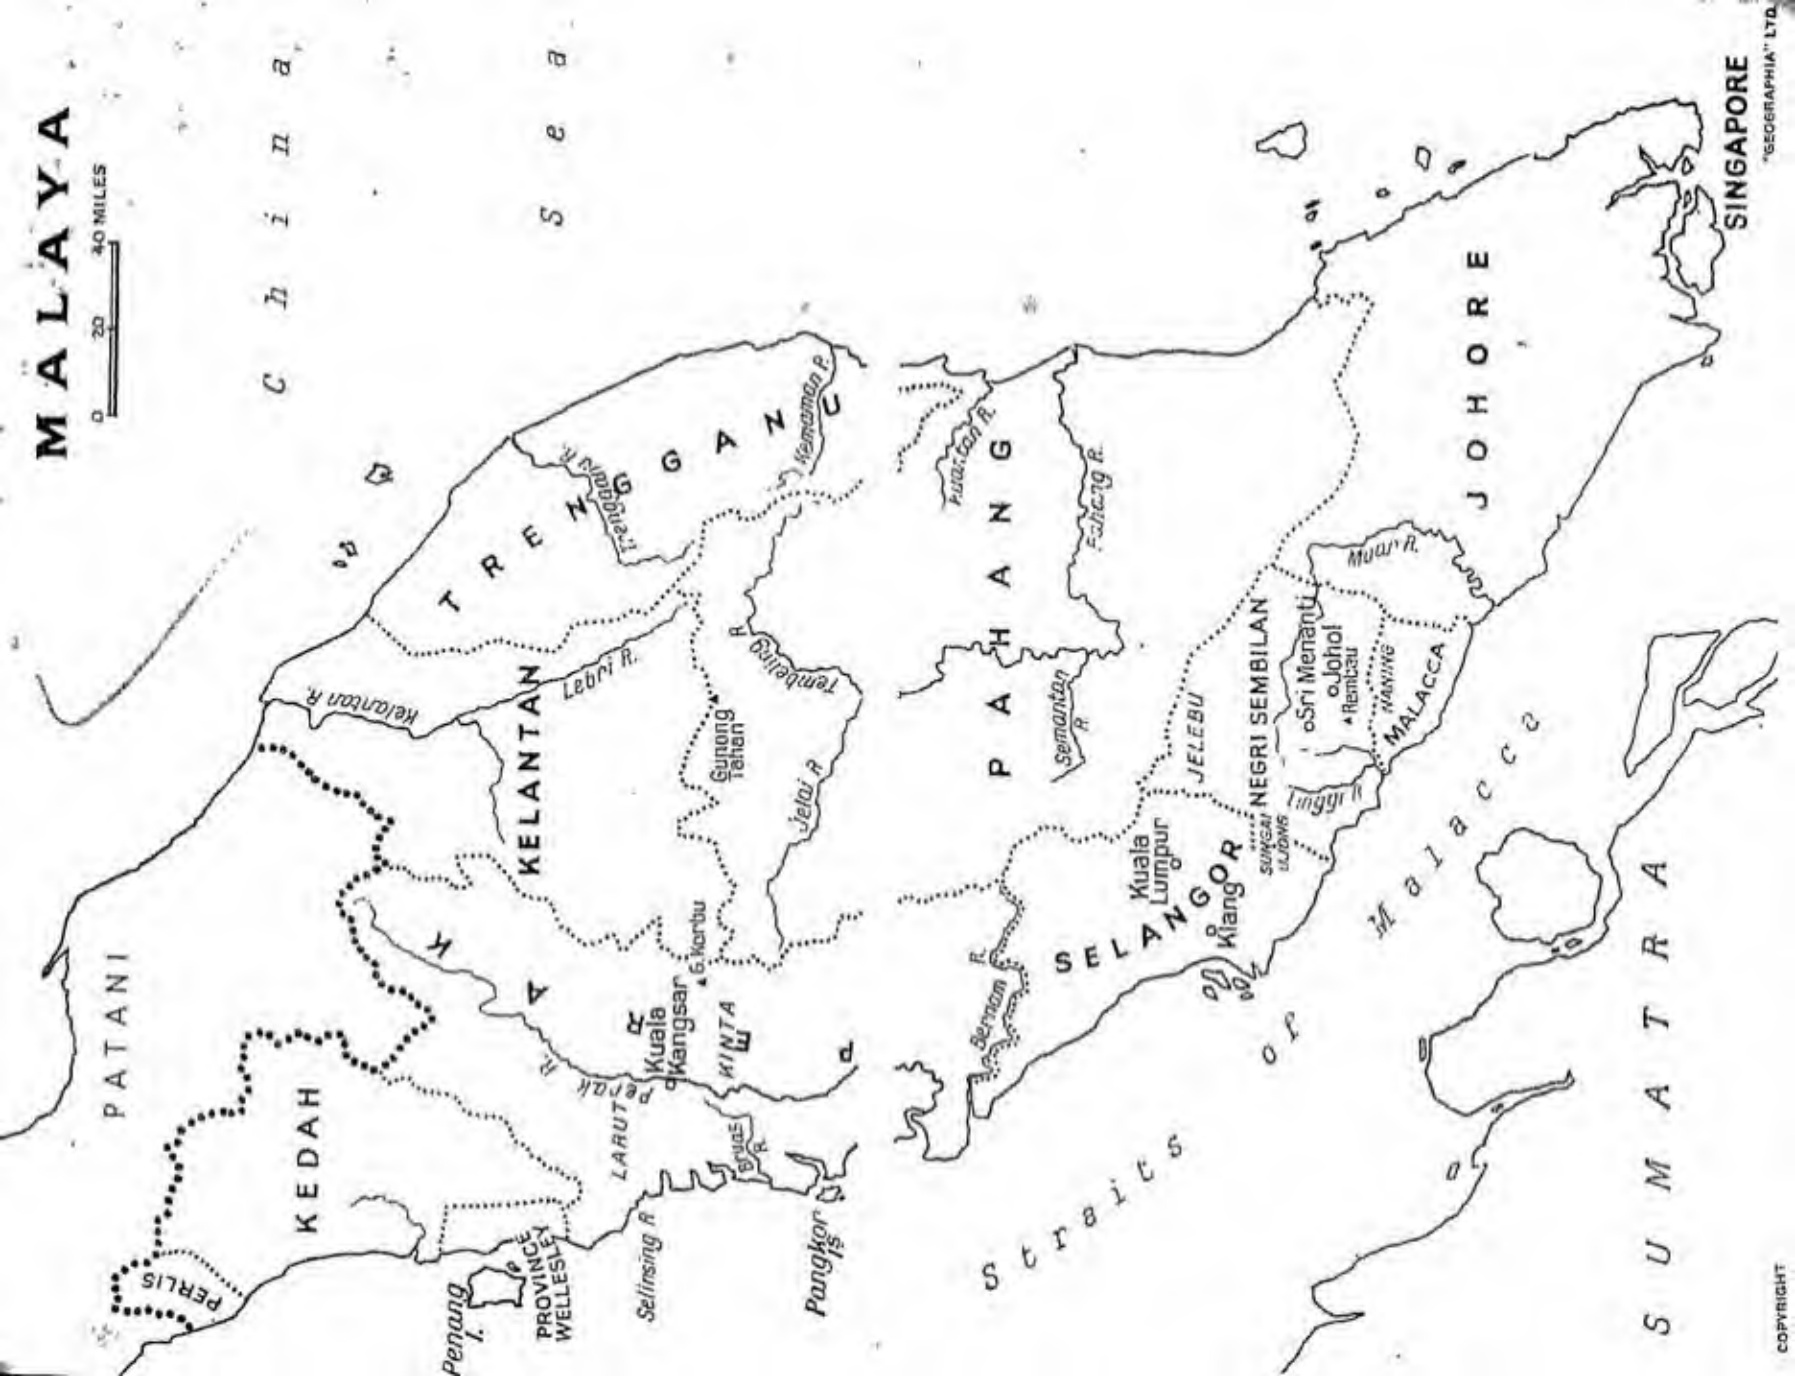 MALAYA
0 20 40 MILES
China
Sea
PATANI
PERLIS
KEDAH
Penang
I.
PROVINCE
WELLESLEY
Kelantan R.
KELANTAN
Lebri R.
TRENGGANU
Trengganu R.
Kemaman R.
Gunong
Tahan
Tembeling R.
Jelai R
PERAK
Perak R.
Kuala
Kangsar
G. Korbu
KINTA
LARUT
Selinsing R
Bruas
R
Pangkor
Is.
PAHANG
Kuantan R.
Pahang R.
Semantan
R
Bernam R.
SELANGOR
Kuala
Lumpur
Klang
JELEBU
SUNGAI
UJONG
NEGRI SEMBILAN
Sri Menanti
Johol
Rembau
NANING
MALACCA
Linggi R
Muar R.
JOHORE
SINGAPORE
Straits of Malacca
SUMATRA
COPYRIGHT
"GEOGRAPHIA" LTD.